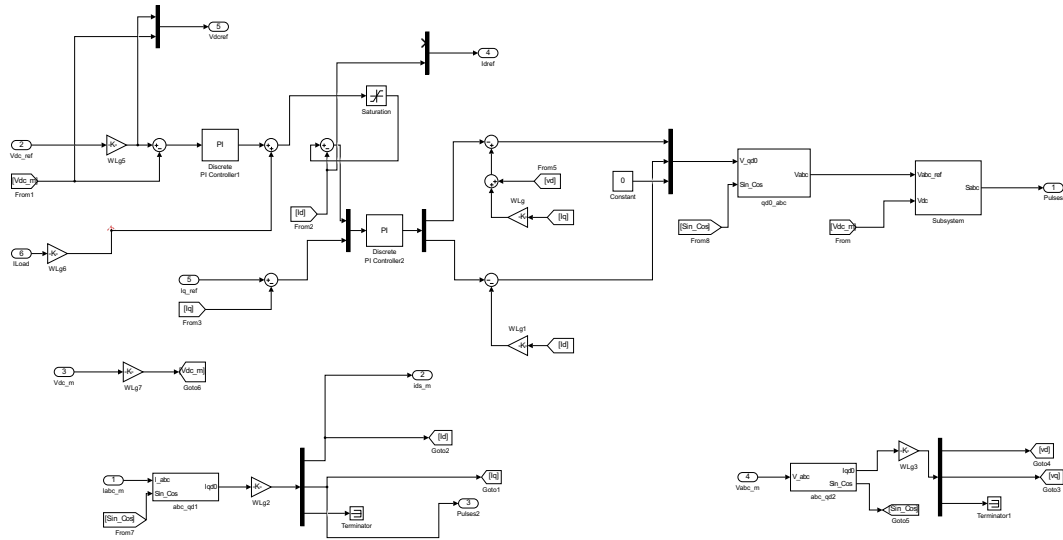 5
Vdcref
4
Idref
Saturation
2
Vdc_ref
-K-
WLg5
PI
Discrete
PI Controller1
[Vdc_m]
From1
From5
[vd]
0
Constant
V_qd0
Sin_Cos
Vabc
qd0_abc
Vabc_ref
Vdc
Sabc
Subsystem
1
Pulses
[Id]
From2
WLg
-K-
[Iq]
[Sin_Cos]
From8
[Vdc_m]
From
PI
Discrete
PI Controller2
6
ILoad
-K-
WLg6
5
Iq_ref
[Iq]
From3
WLg1
-K-
[Id]
3
Vdc_m
-K-
WLg7
[Vdc_m]
Goto6
2
ids_m
[Id]
Goto2
1
Iabc_m
I_abc
Sin_Cos
Iqd0
abc_qd1
-K-
WLg2
[Iq]
Goto1
3
Pulses2
Terminator
[Sin_Cos]
From7
4
Vabc_m
V_abc
Iqd0
Sin_Cos
abc_qd2
-K-
WLg3
[Sin_Cos]
Goto5
[vd]
Goto4
[vq]
Goto3
Terminator1